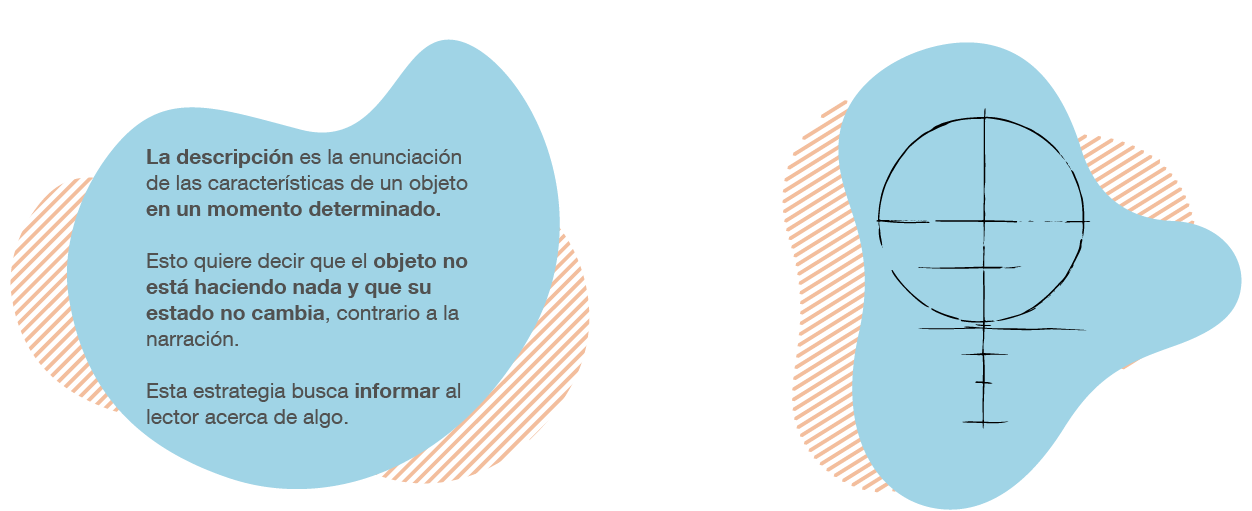 La descripción es la enunciación
de las características de un objeto
en un momento determinado.
Esto quiere decir que el objeto no
está haciendo nada y que su
estado no cambia, contrario a la
narración.
Esta estrategia busca informar al
lector acerca de algo.